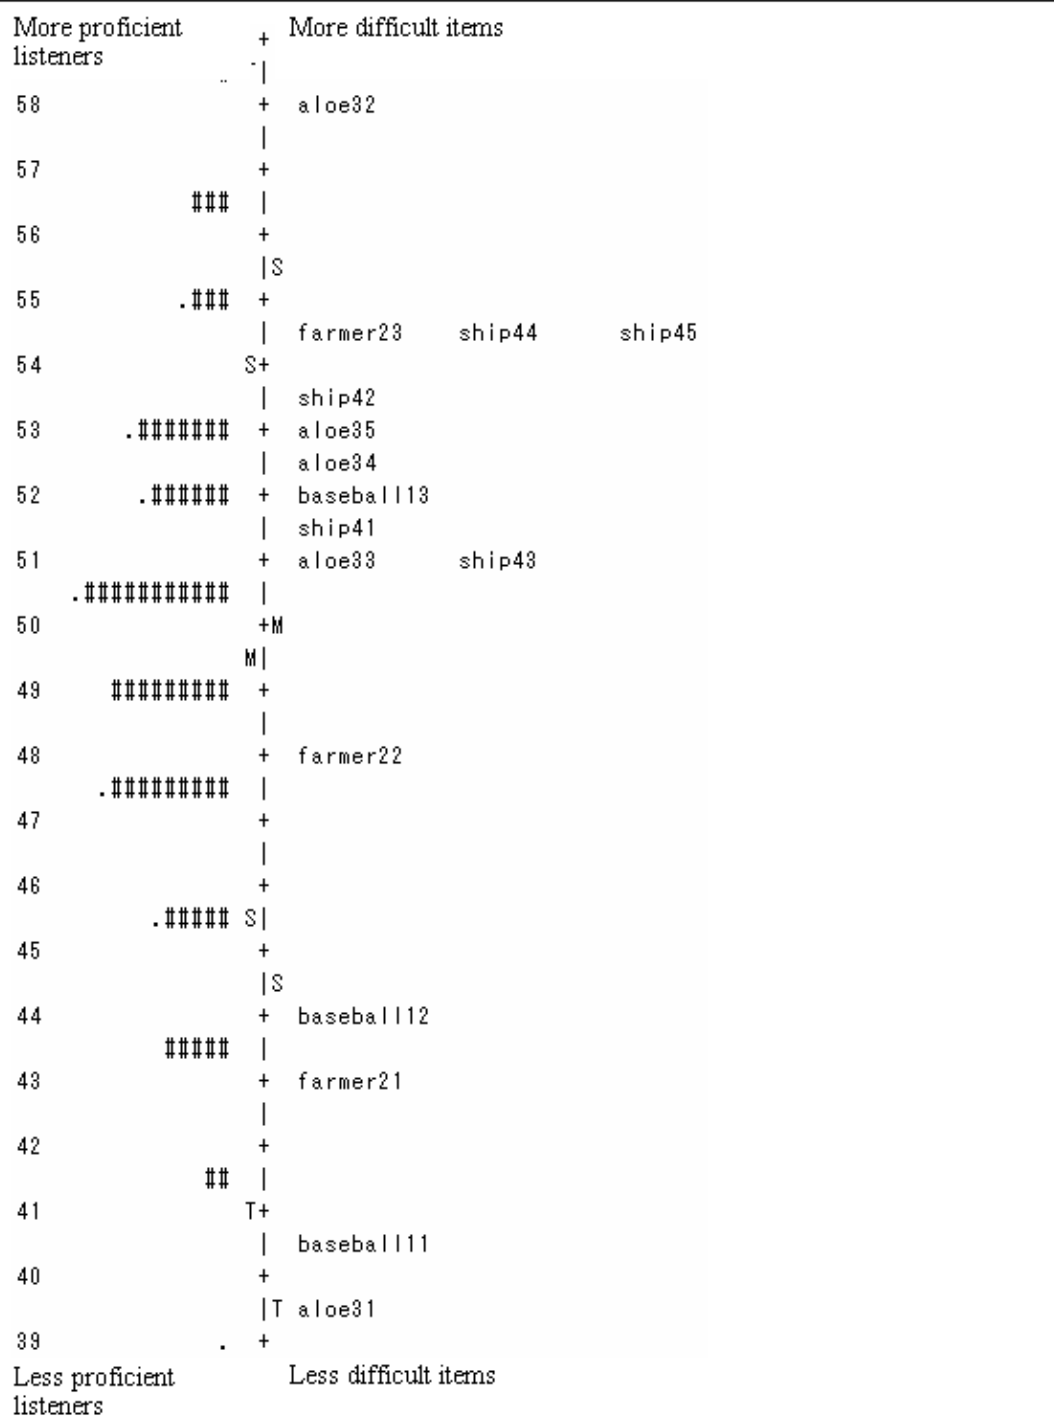 More proficient + More difficult items
listeners -|
..
58 + aloe32
|
57 +
### |
56 +
|S
55 .### +
| farmer23 ship44 ship45
54 S+
| ship42
53 .####### + aloe35
| aloe34
52 .###### + baseball13
| ship41
51 + aloe33 ship43
.########### |
50 +M
M|
49 ######### +
|
48 + farmer22
.######### |
47 +
|
46 +
.##### S|
45 +
|S
44 + baseball12
##### |
43 + farmer21
|
42 +
## |
41 T+
| baseball11
40 +
|T aloe31
39 . +
Less proficient Less difficult items
listeners